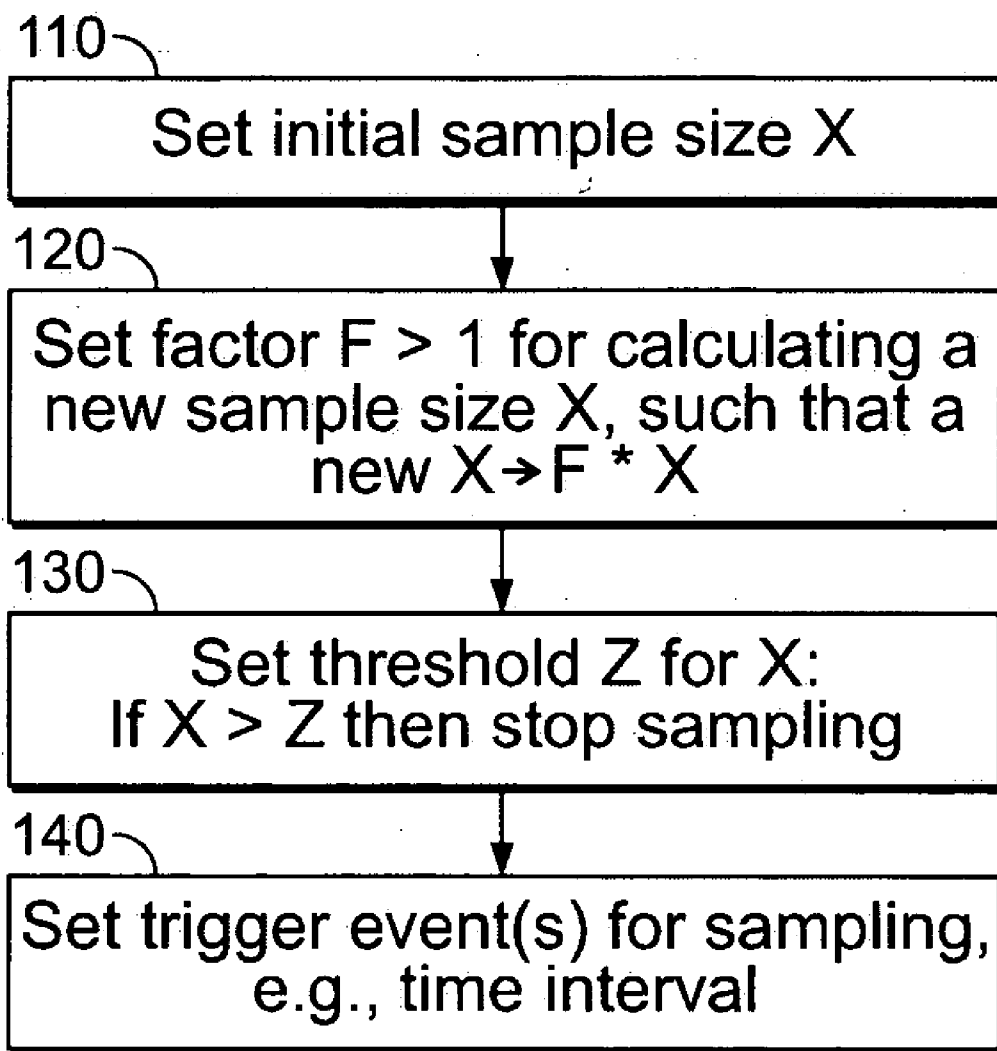 110
Set initial sample size X
120
Set factor F > 1 for calculating a
new sample size X, such that a
new X→F * X
130
Set threshold Z for X:
If X > Z then stop sampling
140
Set trigger event(s) for sampling,
e.g., time interval